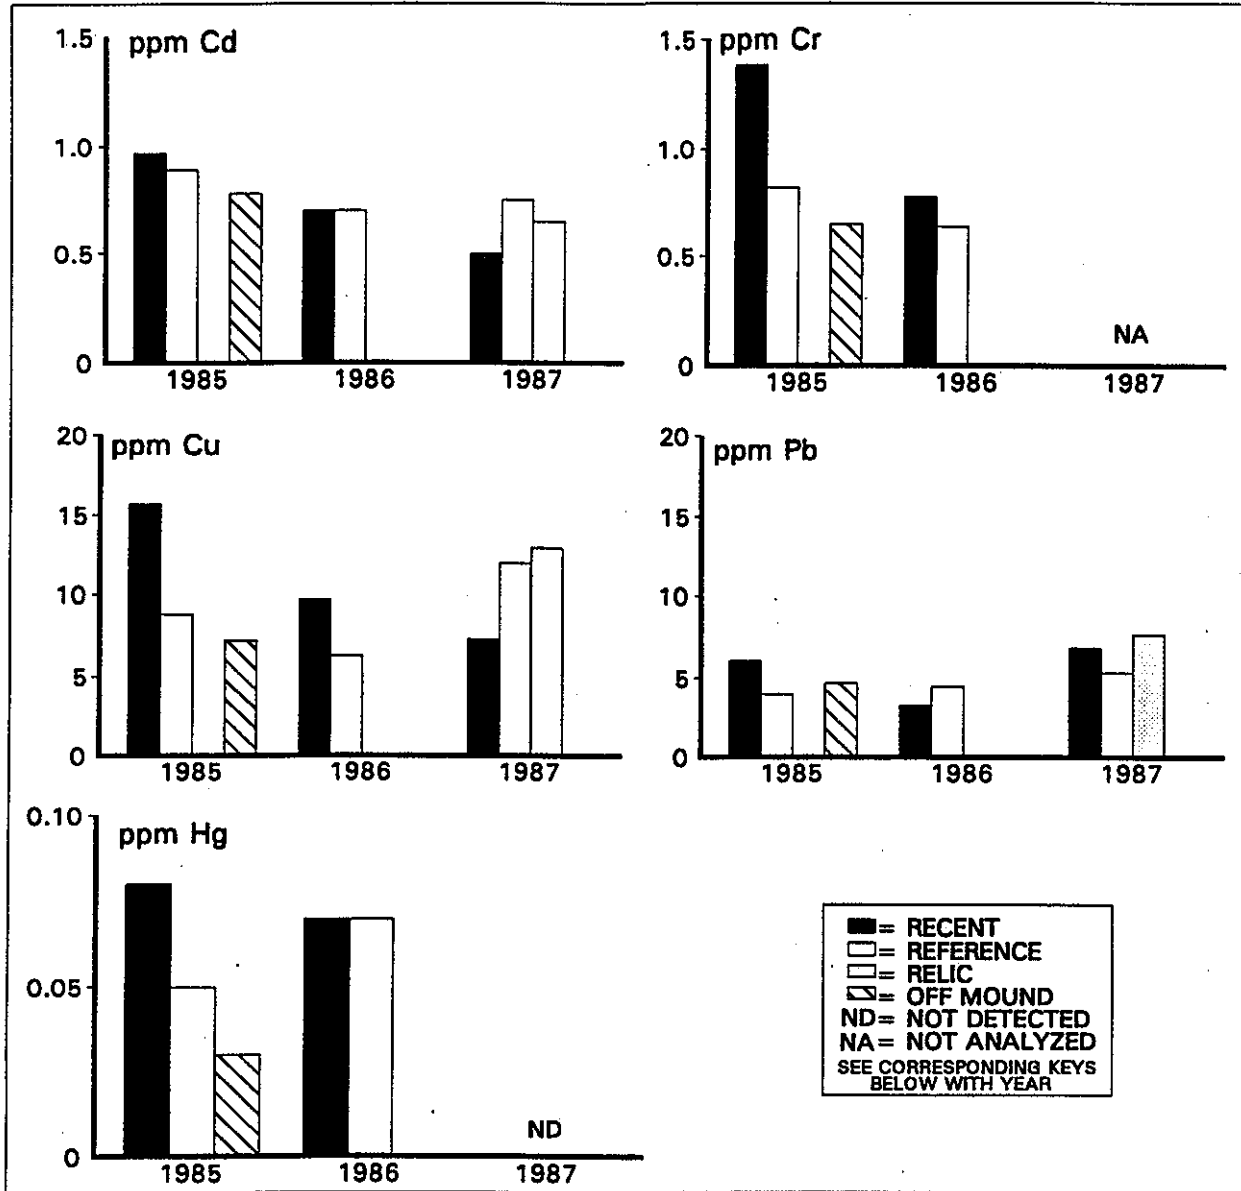 ppm Cd
1.5
1.0
0.5
0
1985
1986
1987
ppm Cr
1.5
1.0
0.5
0
NA
1985
1986
1987
ppm Cu
20
15
10
5
0
1985
1986
1987
ppm Pb
20
15
10
5
0
1985
1986
1987
ppm Hg
0.10
0.05
0
ND
1985
1986
1987
= RECENT
= REFERENCE
= RELIC
= OFF MOUND
ND= NOT DETECTED
NA= NOT ANALYZED
SEE CORRESPONDING KEYS
BELOW WITH YEAR